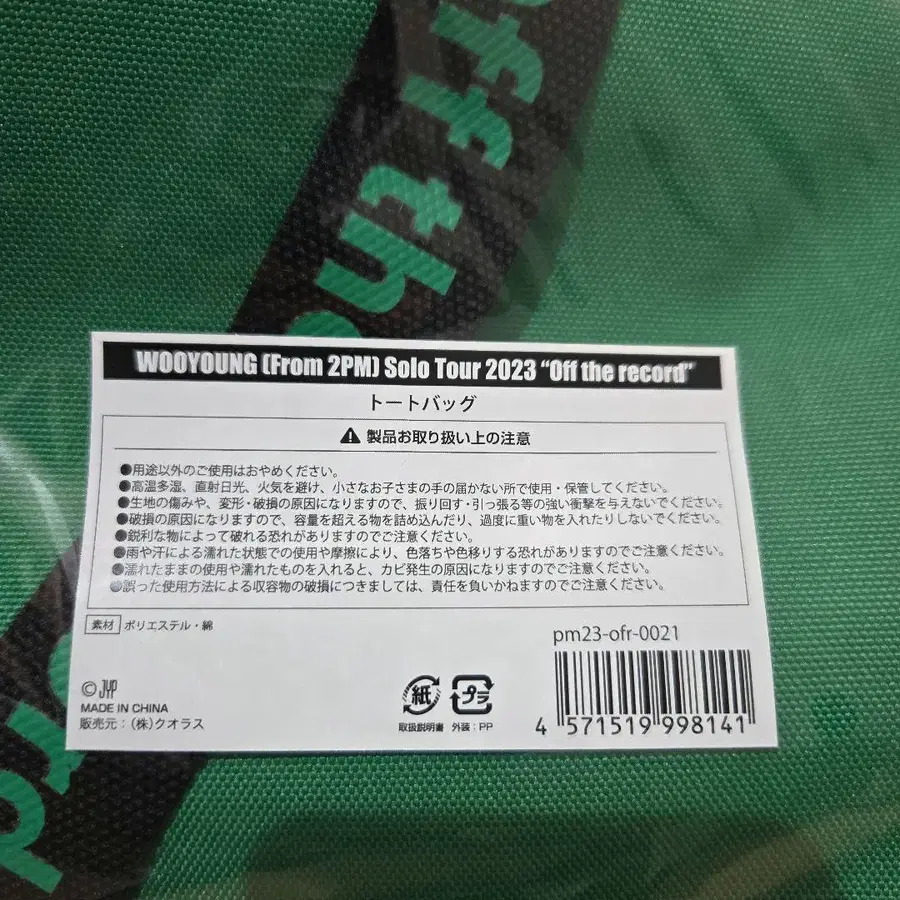 Off the
WOOYOUNG (From 2PM) Solo Tour 2023 “Off the record”
トートバッグ
製品お取り扱い上の注意
●用途以外のご使用はおやめください。
●高温多湿、直射日光、火気を避け、小さなお子さまの手の届かない所で使用・保管してください。
●生地の傷みや、変形・破損の原因になりますので、振り回す・引っ張る等の強い衝撃を与えないでください。
●破損の原因になりますので、容量を超える物を詰め込んだり、過度に重い物を入れたりしないでください。
●鋭利な物によって破れる恐れがありますのでご注意ください。
●雨や汗による濡れた状態での使用や摩擦により、色落ちや色移りする恐れがありますのでご注意ください。
●濡れたままの使用や濡れたものを入れると、カビ発生の原因になりますのでご注意ください。
●誤った使用方法による収容物の破損につきましては、責任を負いかねますのでご注意ください。
素材 ポリエステル・綿
pm23-ofr-0021
© JYP
MADE IN CHINA
販売元：（株）クオラス
紙 プラ
取扱説明書 外装：PP
4 571519 998141